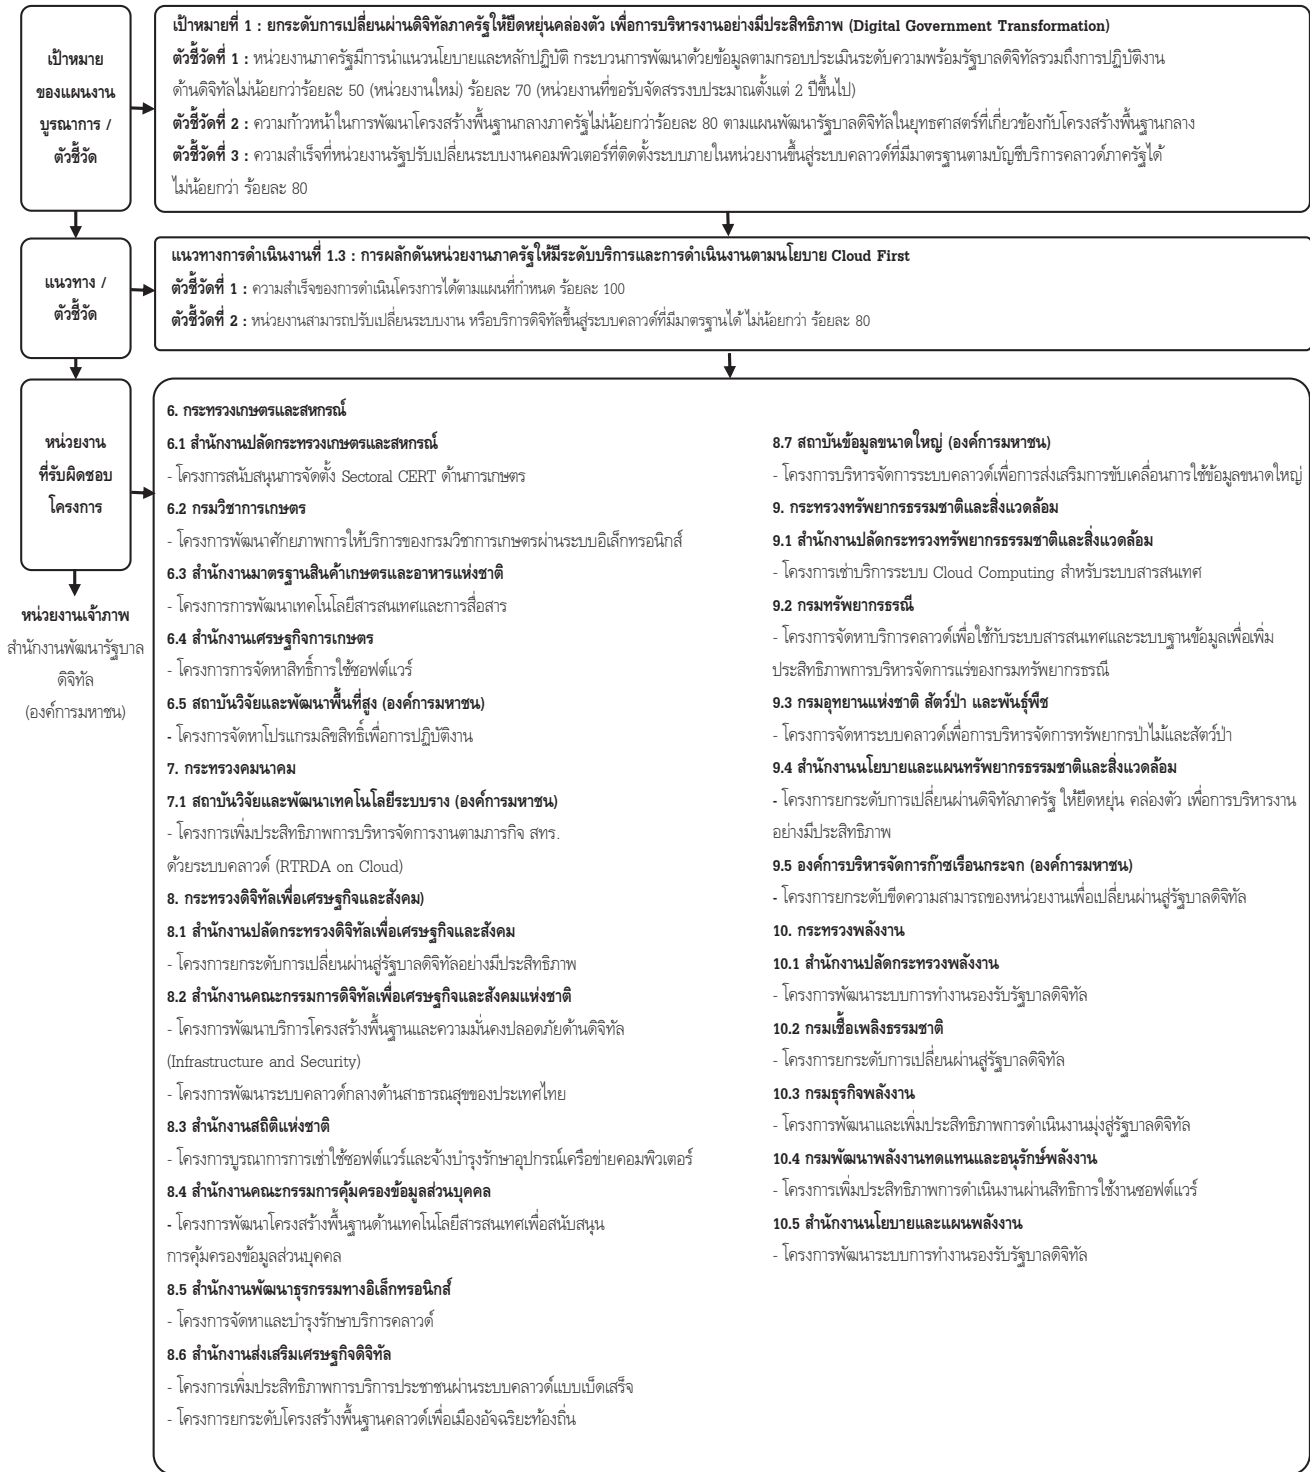 เป้าหมาย
ของแผนงาน
บูรณาการ /
ตัวชี้วัด
เป้าหมายที่ 1 : ยกระดับการเปลี่ยนผ่านดิจิทัลภาครัฐให้ยืดหยุ่นคล่องตัว เพื่อการบริหารงานอย่างมีประสิทธิภาพ (Digital Government Transformation)
ตัวชี้วัดที่ 1 : หน่วยงานภาครัฐมีการนำแนวนโยบายและหลักปฏิบัติ กระบวนการพัฒนาด้วยข้อมูลตามกรอบประเมินระดับความพร้อมรัฐบาลดิจิทัลรวมถึงการปฏิบัติงาน
ด้านดิจิทัลไม่น้อยกว่าร้อยละ 50 (หน่วยงานใหม่) ร้อยละ 70 (หน่วยงานที่ขอรับจัดสรรงบประมาณตั้งแต่ 2 ปีขึ้นไป)
ตัวชี้วัดที่ 2 : ความก้าวหน้าในการพัฒนาโครงสร้างพื้นฐานกลางภาครัฐไม่น้อยกว่าร้อยละ 80 ตามแผนพัฒนารัฐบาลดิจิทัลในยุทธศาสตร์ที่เกี่ยวข้องกับโครงสร้างพื้นฐานกลาง
ตัวชี้วัดที่ 3 : ความสำเร็จที่หน่วยงานรัฐปรับเปลี่ยนระบบงานคอมพิวเตอร์ที่ติดตั้งระบบภายในหน่วยงานขึ้นสู่ระบบคลาวด์ที่มีมาตรฐานตามบัญชีบริการคลาวด์ภาครัฐได้
ไม่น้อยกว่า ร้อยละ 80
แนวทาง /
ตัวชี้วัด
แนวทางการดำเนินงานที่ 1.3 : การผลักดันหน่วยงานภาครัฐให้มีระดับบริการและการดำเนินงานตามนโยบาย Cloud First
ตัวชี้วัดที่ 1 : ความสำเร็จของการดำเนินโครงการได้ตามแผนที่กำหนด ร้อยละ 100
ตัวชี้วัดที่ 2 : หน่วยงานสามารถปรับเปลี่ยนระบบงาน หรือบริการดิจิทัลขึ้นสู่ระบบคลาวด์ที่มีมาตรฐานได้ ไม่น้อยกว่า ร้อยละ 80
หน่วยงาน
ที่รับผิดชอบ
โครงการ
หน่วยงานเจ้าภาพ
สำนักงานพัฒนารัฐบาล
ดิจิทัล
(องค์การมหาชน)
6. กระทรวงเกษตรและสหกรณ์
6.1 สำนักงานปลัดกระทรวงเกษตรและสหกรณ์
- โครงการสนับสนุนการจัดตั้ง Sectoral CERT ด้านการเกษตร
6.2 กรมวิชาการเกษตร
- โครงการพัฒนาศักยภาพการให้บริการของกรมวิชาการเกษตรผ่านระบบอิเล็กทรอนิกส์
6.3 สำนักงานมาตรฐานสินค้าเกษตรและอาหารแห่งชาติ
- โครงการการพัฒนาเทคโนโลยีสารสนเทศและการสื่อสาร
6.4 สำนักงานเศรษฐกิจการเกษตร
- โครงการการจัดหาสิทธิ์การใช้ซอฟต์แวร์
6.5 สถาบันวิจัยและพัฒนาพื้นที่สูง (องค์การมหาชน)
- โครงการจัดหาโปรแกรมลิขสิทธิ์เพื่อการปฏิบัติงาน
7. กระทรวงคมนาคม
7.1 สถาบันวิจัยและพัฒนาเทคโนโลยีระบบราง (องค์การมหาชน)
- โครงการเพิ่มประสิทธิภาพการบริหารจัดการงานตามภารกิจ สทร.
ด้วยระบบคลาวด์ (RTRDA on Cloud)
8. กระทรวงดิจิทัลเพื่อเศรษฐกิจและสังคม)
8.1 สำนักงานปลัดกระทรวงดิจิทัลเพื่อเศรษฐกิจและสังคม
- โครงการยกระดับการเปลี่ยนผ่านสู่รัฐบาลดิจิทัลอย่างมีประสิทธิภาพ
8.2 สำนักงานคณะกรรมการดิจิทัลเพื่อเศรษฐกิจและสังคมแห่งชาติ
- โครงการพัฒนาบริการโครงสร้างพื้นฐานและความมั่นคงปลอดภัยด้านดิจิทัล
(Infrastructure and Security)
- โครงการพัฒนาระบบคลาวด์กลางด้านสาธารณสุขของประเทศไทย
8.3 สำนักงานสถิติแห่งชาติ
- โครงการบูรณาการการเช่าใช้ซอฟต์แวร์และจ้างบำรุงรักษาอุปกรณ์เครือข่ายคอมพิวเตอร์
8.4 สำนักงานคณะกรรมการคุ้มครองข้อมูลส่วนบุคคล
- โครงการพัฒนาโครงสร้างพื้นฐานด้านเทคโนโลยีสารสนเทศเพื่อสนับสนุน
การคุ้มครองข้อมูลส่วนบุคคล
8.5 สำนักงานพัฒนาธุรกรรมทางอิเล็กทรอนิกส์
- โครงการจัดหาและบำรุงรักษาบริการคลาวด์
8.6 สำนักงานส่งเสริมเศรษฐกิจดิจิทัล
- โครงการเพิ่มประสิทธิภาพการบริการประชาชนผ่านระบบคลาวด์แบบเบ็ดเสร็จ
- โครงการยกระดับโครงสร้างพื้นฐานคลาวด์เพื่อเมืองอัจฉริยะท้องถิ่น
8.7 สถาบันข้อมูลขนาดใหญ่ (องค์การมหาชน)
- โครงการบริหารจัดการระบบคลาวด์เพื่อการส่งเสริมการขับเคลื่อนการใช้ข้อมูลขนาดใหญ่
9. กระทรวงทรัพยากรธรรมชาติและสิ่งแวดล้อม
9.1 สำนักงานปลัดกระทรวงทรัพยากรธรรมชาติและสิ่งแวดล้อม
- โครงการเช่าบริการระบบ Cloud Computing สำหรับระบบสารสนเทศ
9.2 กรมทรัพยากรธรณี
- โครงการจัดหาบริการคลาวด์เพื่อใช้กับระบบสารสนเทศและระบบฐานข้อมูลเพื่อเพิ่ม
ประสิทธิภาพการบริหารจัดการแร่ของกรมทรัพยากรธรณี
9.3 กรมอุทยานแห่งชาติ สัตว์ป่า และพันธุ์พืช
- โครงการจัดหาระบบคลาวด์เพื่อการบริหารจัดการทรัพยากรป่าไม้และสัตว์ป่า
9.4 สำนักงานนโยบายและแผนทรัพยากรธรรมชาติและสิ่งแวดล้อม
- โครงการยกระดับการเปลี่ยนผ่านดิจิทัลภาครัฐ ให้ยืดหยุ่น คล่องตัว เพื่อการบริหารงาน
อย่างมีประสิทธิภาพ
9.5 องค์การบริหารจัดการก๊าซเรือนกระจก (องค์การมหาชน)
- โครงการยกระดับขีดความสามารถของหน่วยงานเพื่อเปลี่ยนผ่านสู่รัฐบาลดิจิทัล
10. กระทรวงพลังงาน
10.1 สำนักงานปลัดกระทรวงพลังงาน
- โครงการพัฒนาระบบการทำงานรองรับรัฐบาลดิจิทัล
10.2 กรมเชื้อเพลิงธรรมชาติ
- โครงการยกระดับการเปลี่ยนผ่านสู่รัฐบาลดิจิทัล
10.3 กรมธุรกิจพลังงาน
- โครงการพัฒนาและเพิ่มประสิทธิภาพการดำเนินงานมุ่งสู่รัฐบาลดิจิทัล
10.4 กรมพัฒนาพลังงานทดแทนและอนุรักษ์พลังงาน
- โครงการเพิ่มประสิทธิภาพการดำเนินงานผ่านสิทธิการใช้งานซอฟต์แวร์
10.5 สำนักงานนโยบายและแผนพลังงาน
- โครงการพัฒนาระบบการทำงานรองรับรัฐบาลดิจิทัล